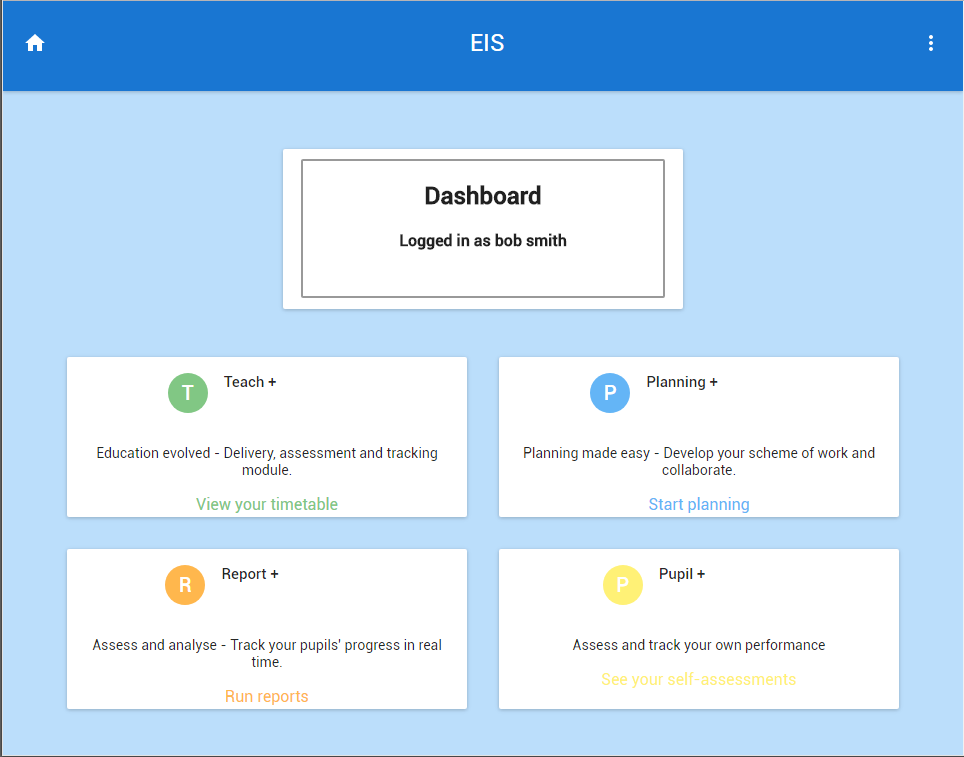 EIS
Dashboard
Logged in as bob smith
T
Teach +
Education evolved - Delivery, assessment and tracking
module.
View your timetable
P
Planning +
Planning made easy - Develop your scheme of work and
collaborate.
Start planning
R
Report +
Assess and analyse - Track your pupils' progress in real
time.
Run reports
P
Pupil +
Assess and track your own performance
See your self-assessments